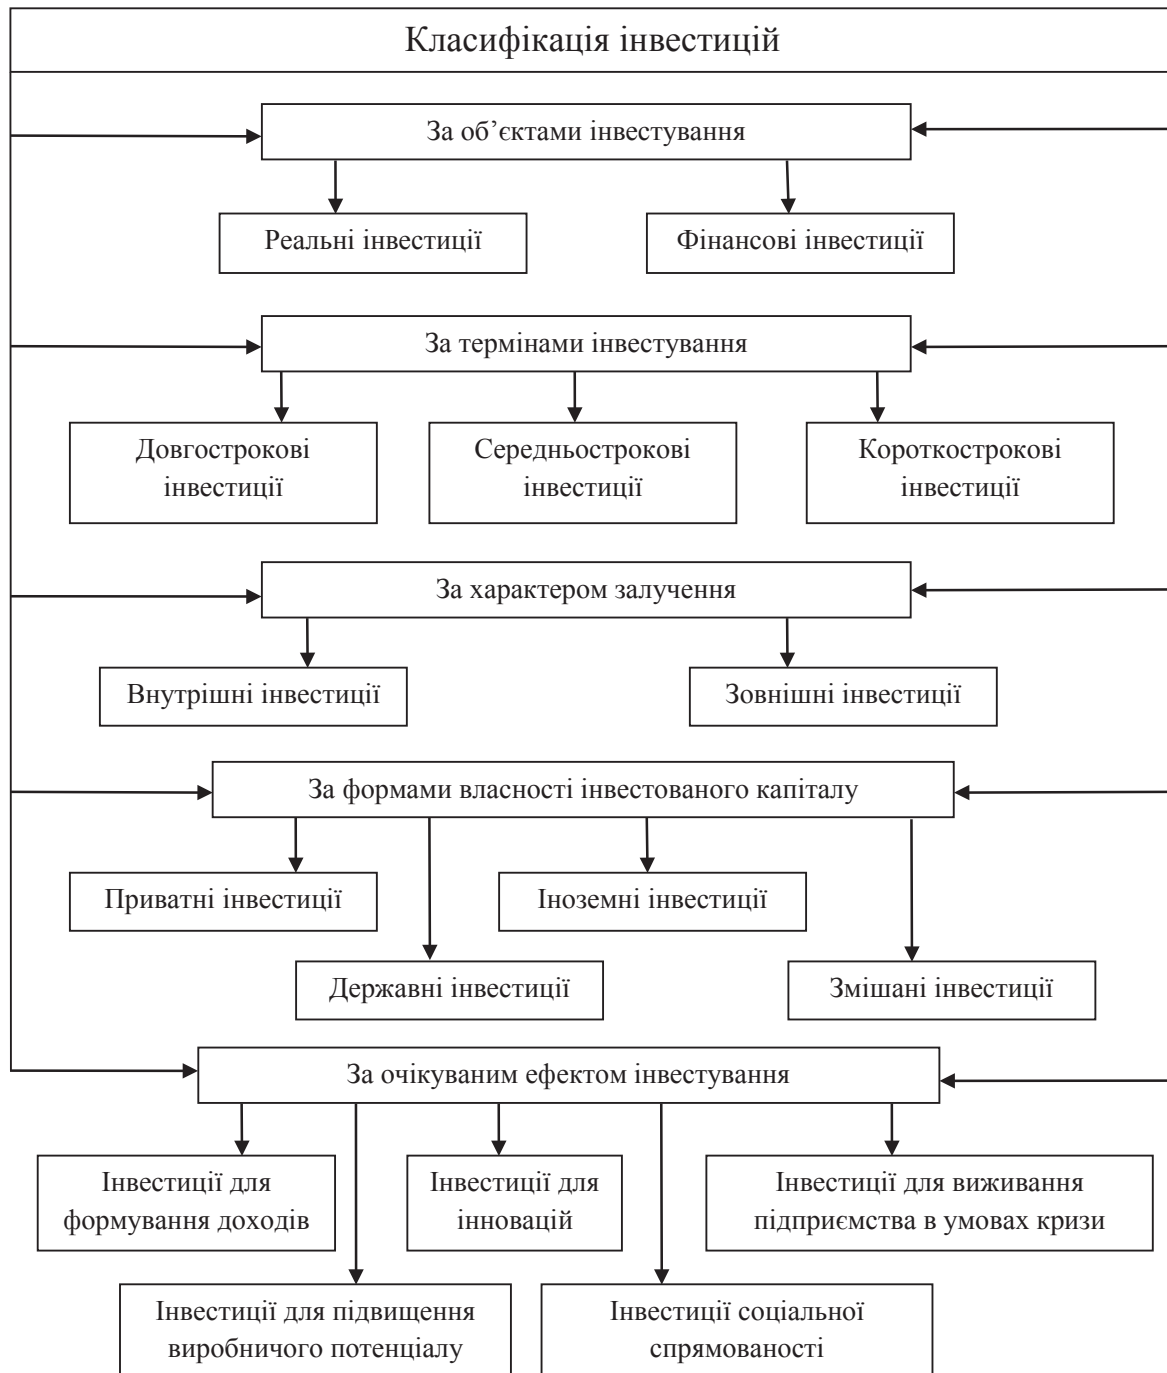 Класифікація інвестицій
За об’єктами інвестування
Реальні інвестиції
Фінансові інвестиції
За термінами інвестування
Довгострокові
інвестиції
Середньострокові
інвестиції
Короткострокові
інвестиції
За характером залучення
Внутрішні інвестиції
Зовнішні інвестиції
За формами власності інвестованого капіталу
Приватні інвестиції
Іноземні інвестиції
Державні інвестиції
Змішані інвестиції
За очікуваним ефектом інвестування
Інвестиції для
формування доходів
Інвестиції для
інновацій
Інвестиції для виживання
підприємства в умовах кризи
Інвестиції для підвищення
виробничого потенціалу
Інвестиції соціальної
спрямованості